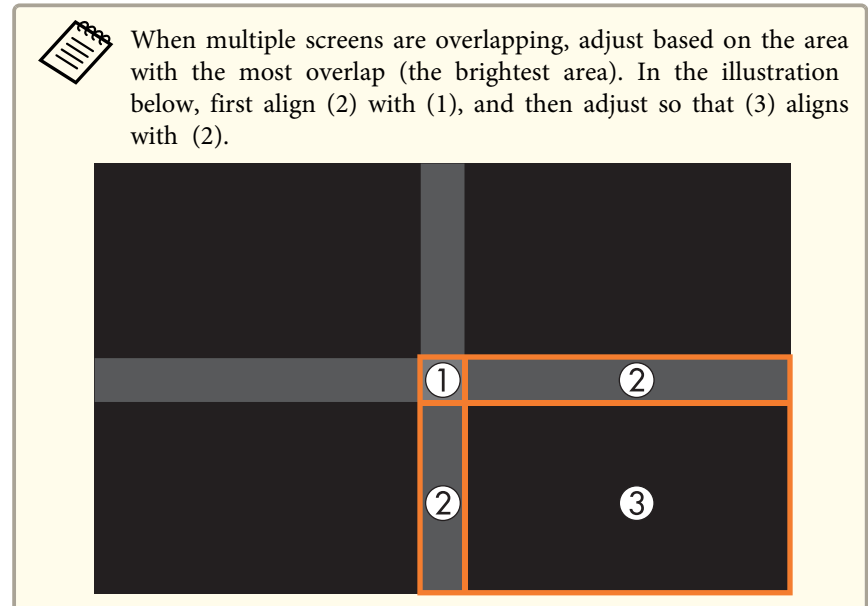 When multiple screens are overlapping, adjust based on the area
with the most overlap (the brightest area). In the illustration
below, first align (2) with (1), and then adjust so that (3) aligns
with (2).
① ②
② ③